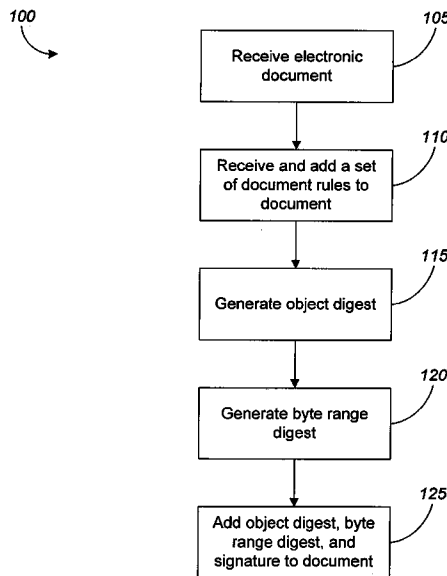 100
105
Receive electronic
document
110
Receive and add a set
of document rules to
document
115
Generate object digest
120
Generate byte range
digest
125
Add object digest, byte
range digest, and
signature to document